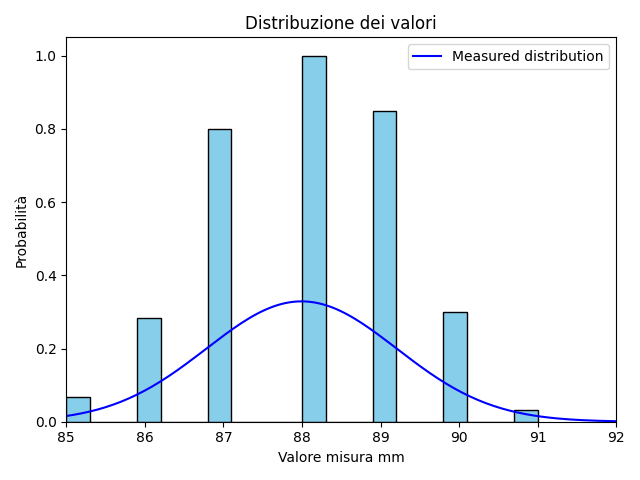 Distribuzione dei valori
Measured distribution
Probabilità
1.0
0.8
0.6
0.4
0.2
0.0
85 86 87 88 89 90 91 92
Valore misura mm